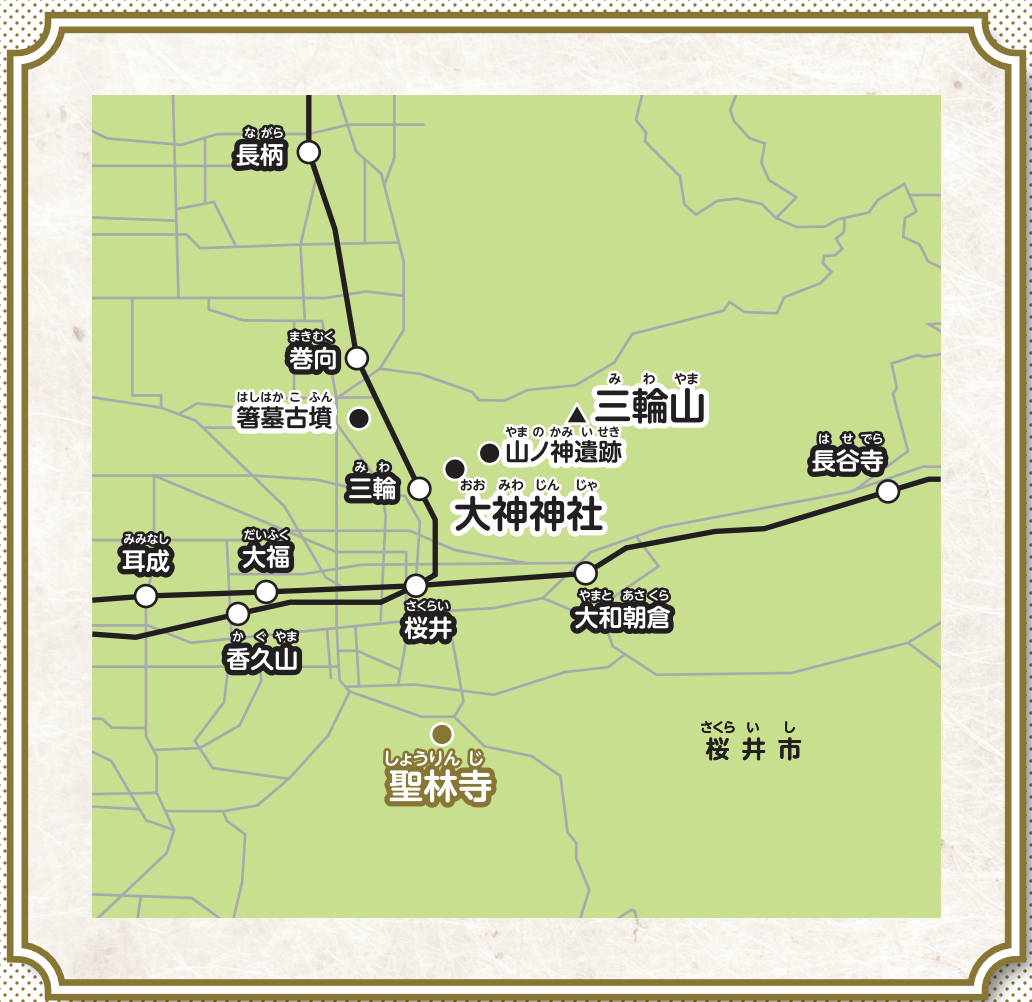 ながら
長柄
まきむく
巻向
はしはかこふん
箸墓古墳
みわやま
三輪山
やまのかみいせき
山ノ神遺跡
はせでら
長谷寺
みわ
三輪
おおみわじんじゃ
大神神社
みみなし
耳成
だいふく
大福
やまとあさくら
大和朝倉
さくらい
桜井
かぐやま
香久山
さくらいし
桜井市
しょうりんじ
聖林寺